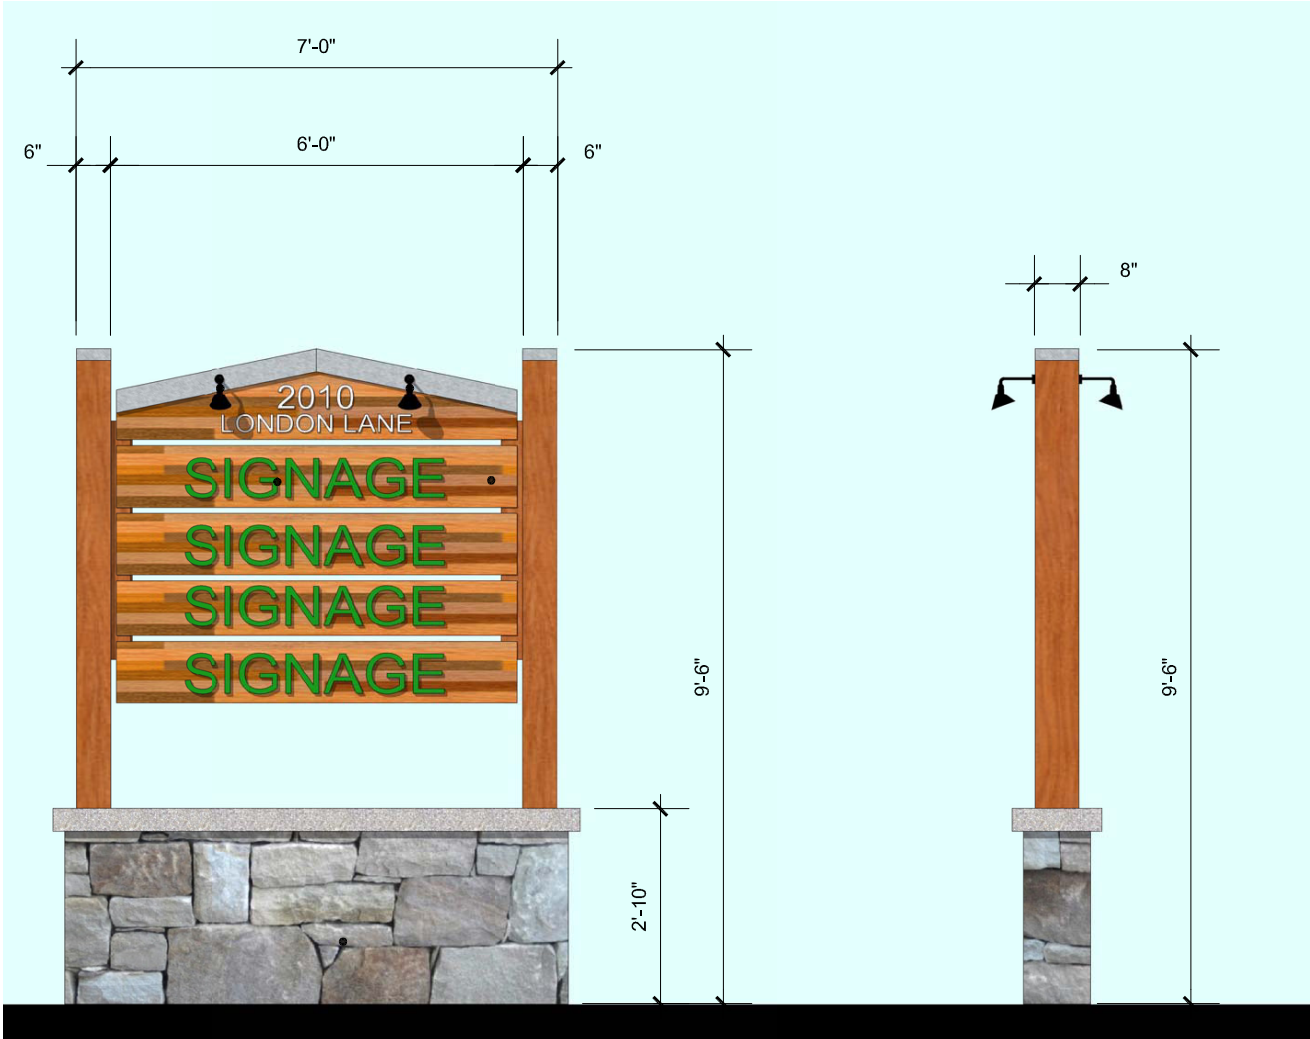 7'-0"
6"
6'-0"
6"
8"
2010
LONDON LANE
SIGNAGE
SIGNAGE
SIGNAGE
SIGNAGE
9'-6"
9'-6"
2'-10"